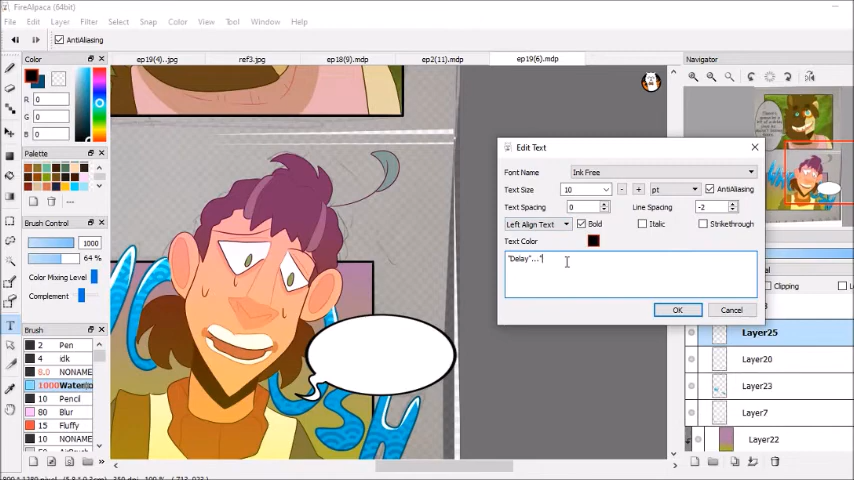 FireAlpaca (64bit)
File Edit Layer Filter Select Snap Color View Tool Window Help
AntiAliasing
Color
ep19(4)..jpg ref3.jpg ep18(9).mdp ep2(11).mdp ep19(6).mdp
Navigator
R 0
G 0
B 0
Palette
Brush Control
1000
64 %
Color Mixing Level
Complement
Brush
2 Pen
4 idk
8.0 NONAME
1000 Waterc
10 Pencil
80 Blur
15 Fluffy
10 NONAME
Edit Text
Font Name Ink Free
Text Size 10 - + pt AntiAliasing
Text Spacing 0 Line Spacing -2
Left Align Text Bold Italic Strikethrough
Text Color
"Delay"..."
OK Cancel
Clipping
Layer25
Layer20
Layer23
Layer7
Layer22